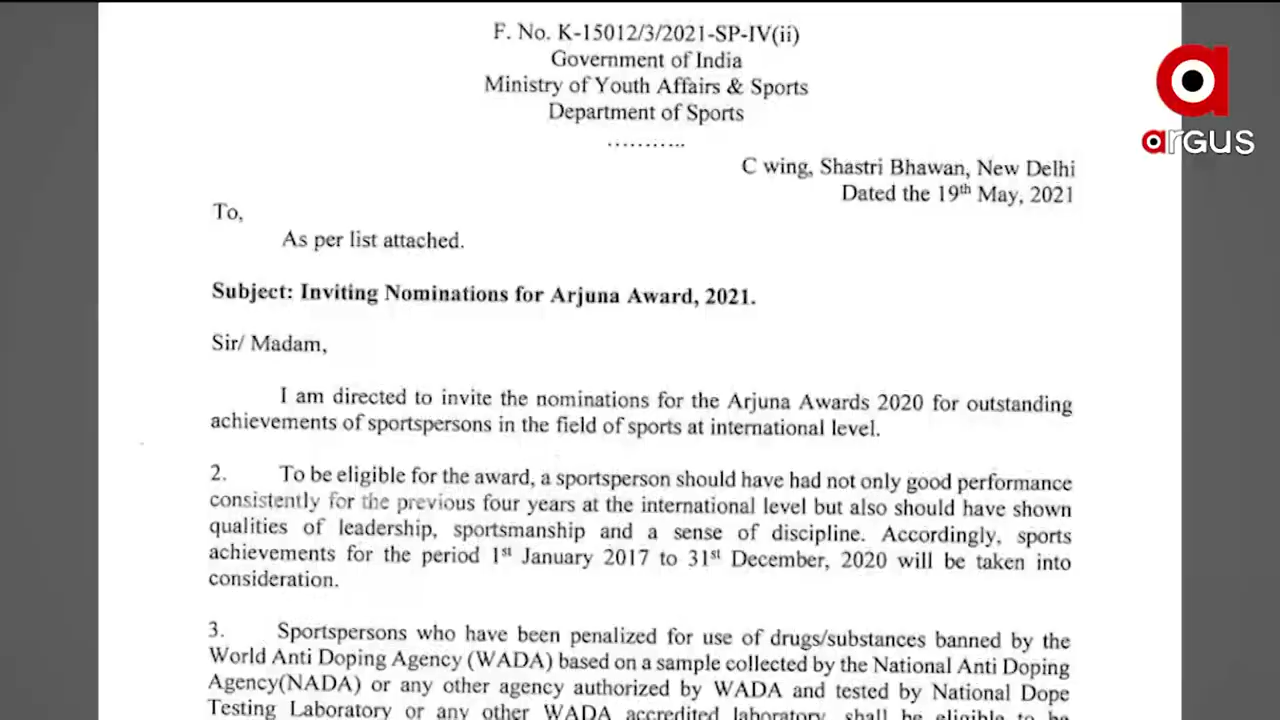 F. No. K-15012/3/2021-SP-IV(ii)
Government of India
Ministry of Youth Affairs & Sports
Department of Sports
...........
C wing, Shastri Bhawan, New Delhi
Dated the 19th May, 2021
To,
As per list attached.
Subject: Inviting Nominations for Arjuna Award, 2021.
Sir/ Madam,
I am directed to invite the nominations for the Arjuna Awards 2020 for outstanding
achievements of sportspersons in the field of sports at international level.
2. To be eligible for the award, a sportsperson should have had not only good performance
consistently for the previous four years at the international level but also should have shown
qualities of leadership, sportsmanship and a sense of discipline. Accordingly, sports
achievements for the period 1st January 2017 to 31st December, 2020 will be taken into
consideration.
3. Sportspersons who have been penalized for use of drugs/substances banned by the
World Anti Doping Agency (WADA) based on a sample collected by the National Anti Doping
Agency(NADA) or any other agency authorized by WADA and tested by National Dope
Testing Laboratory or any other WADA accredited laboratory, shall be eligible to be
argus